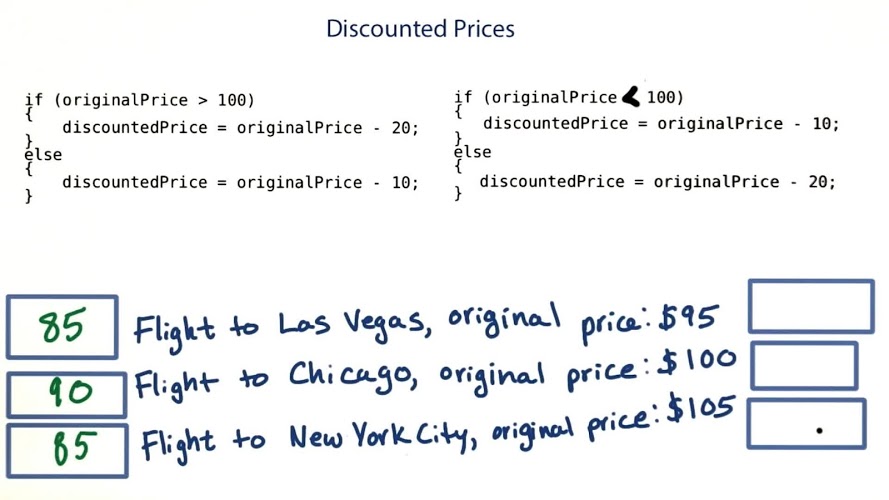 Discounted Prices
if (originalPrice > 100)
{
discountedPrice = originalPrice - 20;
}
else
{
discountedPrice = originalPrice - 10;
}
if (originalPrice < 100)
{
discountedPrice = originalPrice - 10;
}
else
{
discountedPrice = originalPrice - 20;
}
85 Flight to Las Vegas, original price: $95
90 Flight to Chicago, original price: $100
85 Flight to New York City, original price: $105